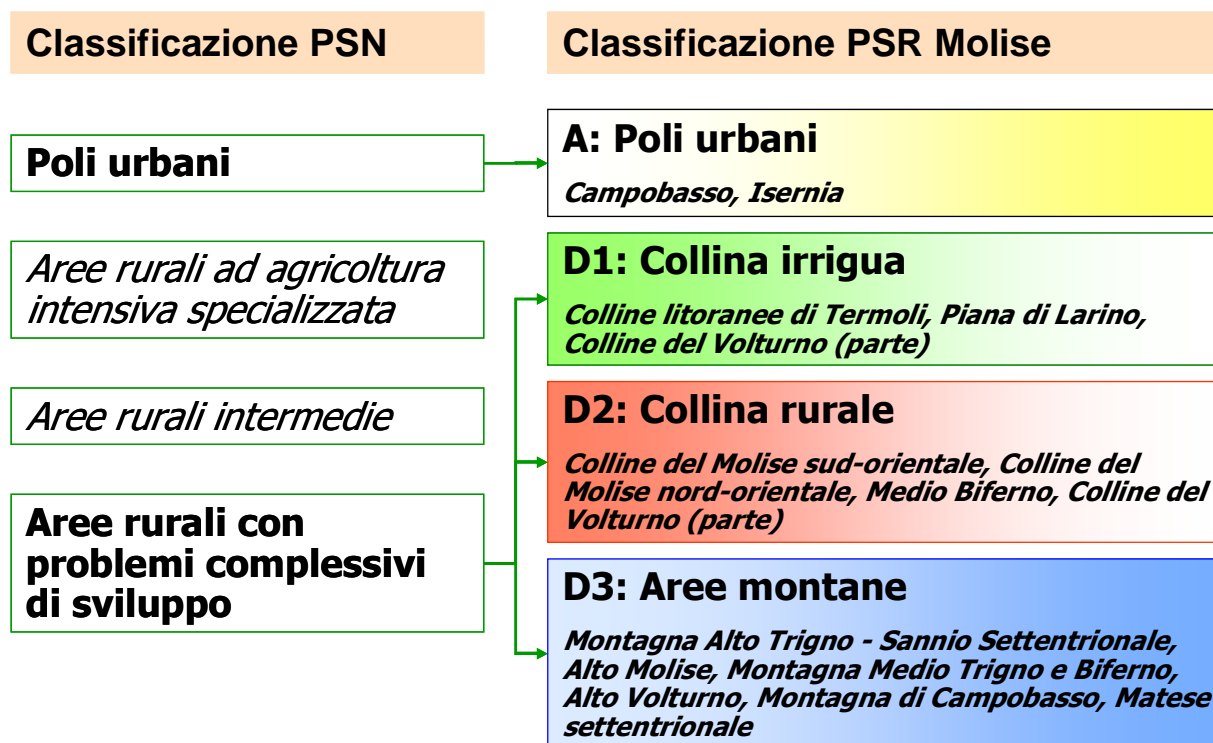 Classificazione PSN
Classificazione PSR Molise
Poli urbani
A: Poli urbani
Campobasso, Isernia
Aree rurali ad agricoltura
intensiva specializzata
D1: Collina irrigua
Colline litoranee di Termoli, Piana di Larino,
Colline del Volturno (parte)
Aree rurali intermedie
D2: Collina rurale
Colline del Molise sud-orientale, Colline del
Molise nord-orientale, Medio Biferno, Colline del
Volturno (parte)
Aree rurali con
problemi complessivi
di sviluppo
D3: Aree montane
Montagna Alto Trigno - Sannio Settentrionale,
Alto Molise, Montagna Medio Trigno e Biferno,
Alto Volturno, Montagna di Campobasso, Matese
settentrionale